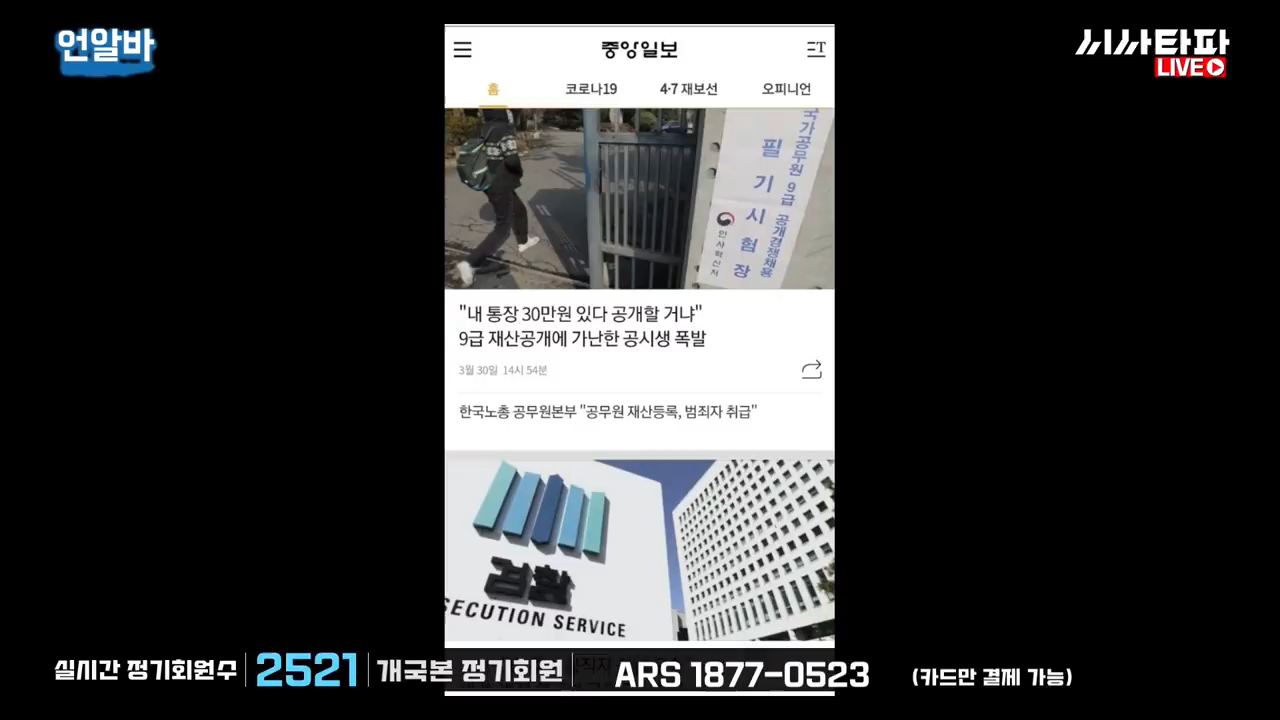 언알바
씨사타파
LIVE
중앙일보
홈
코로나19
4·7 재보선
오피니언
국가공무원 9급 공개경쟁채용
필기시험장
인사혁신처
"내 통장 30만원 있다 공개할 거냐"
9급 재산공개에 가난한 공시생 폭발
3월 30일 14시 54분
한국노총 공무원본부 "공무원 재산등록, 범죄자 취급"
검찰
SECUTION SERVICE
실시간 정기회원수 2521 개국본 정기회원 ARS 1877-0523 (카드만 결제 가능)